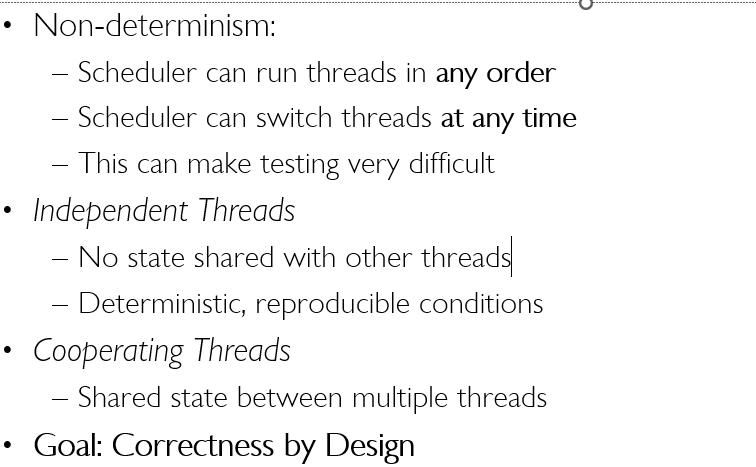 • Non-determinism:
– Scheduler can run threads in any order
– Scheduler can switch threads at any time
– This can make testing very difficult
• Independent Threads
– No state shared with other threads
– Deterministic, reproducible conditions
• Cooperating Threads
– Shared state between multiple threads
• Goal: Correctness by Design